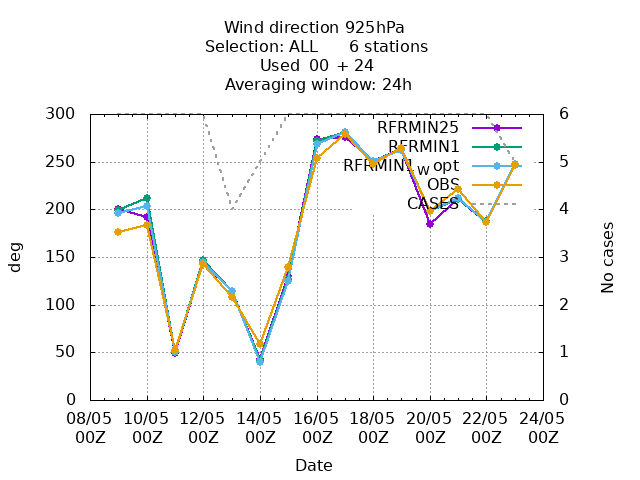 Wind direction 925hPa
Selection: ALL 6 stations
Used 00 + 24
Averaging window: 24h
300 6
250 5
200 4
150 3
100 2
50 1
0 0
RFRMIN25
RFRMIN1
RFRMIN1w opt
OBS
CASES
deg
No cases
08/05 10/05 12/05 14/05 16/05 18/05 20/05 22/05 24/05
00Z 00Z 00Z 00Z 00Z 00Z 00Z 00Z 00Z
Date